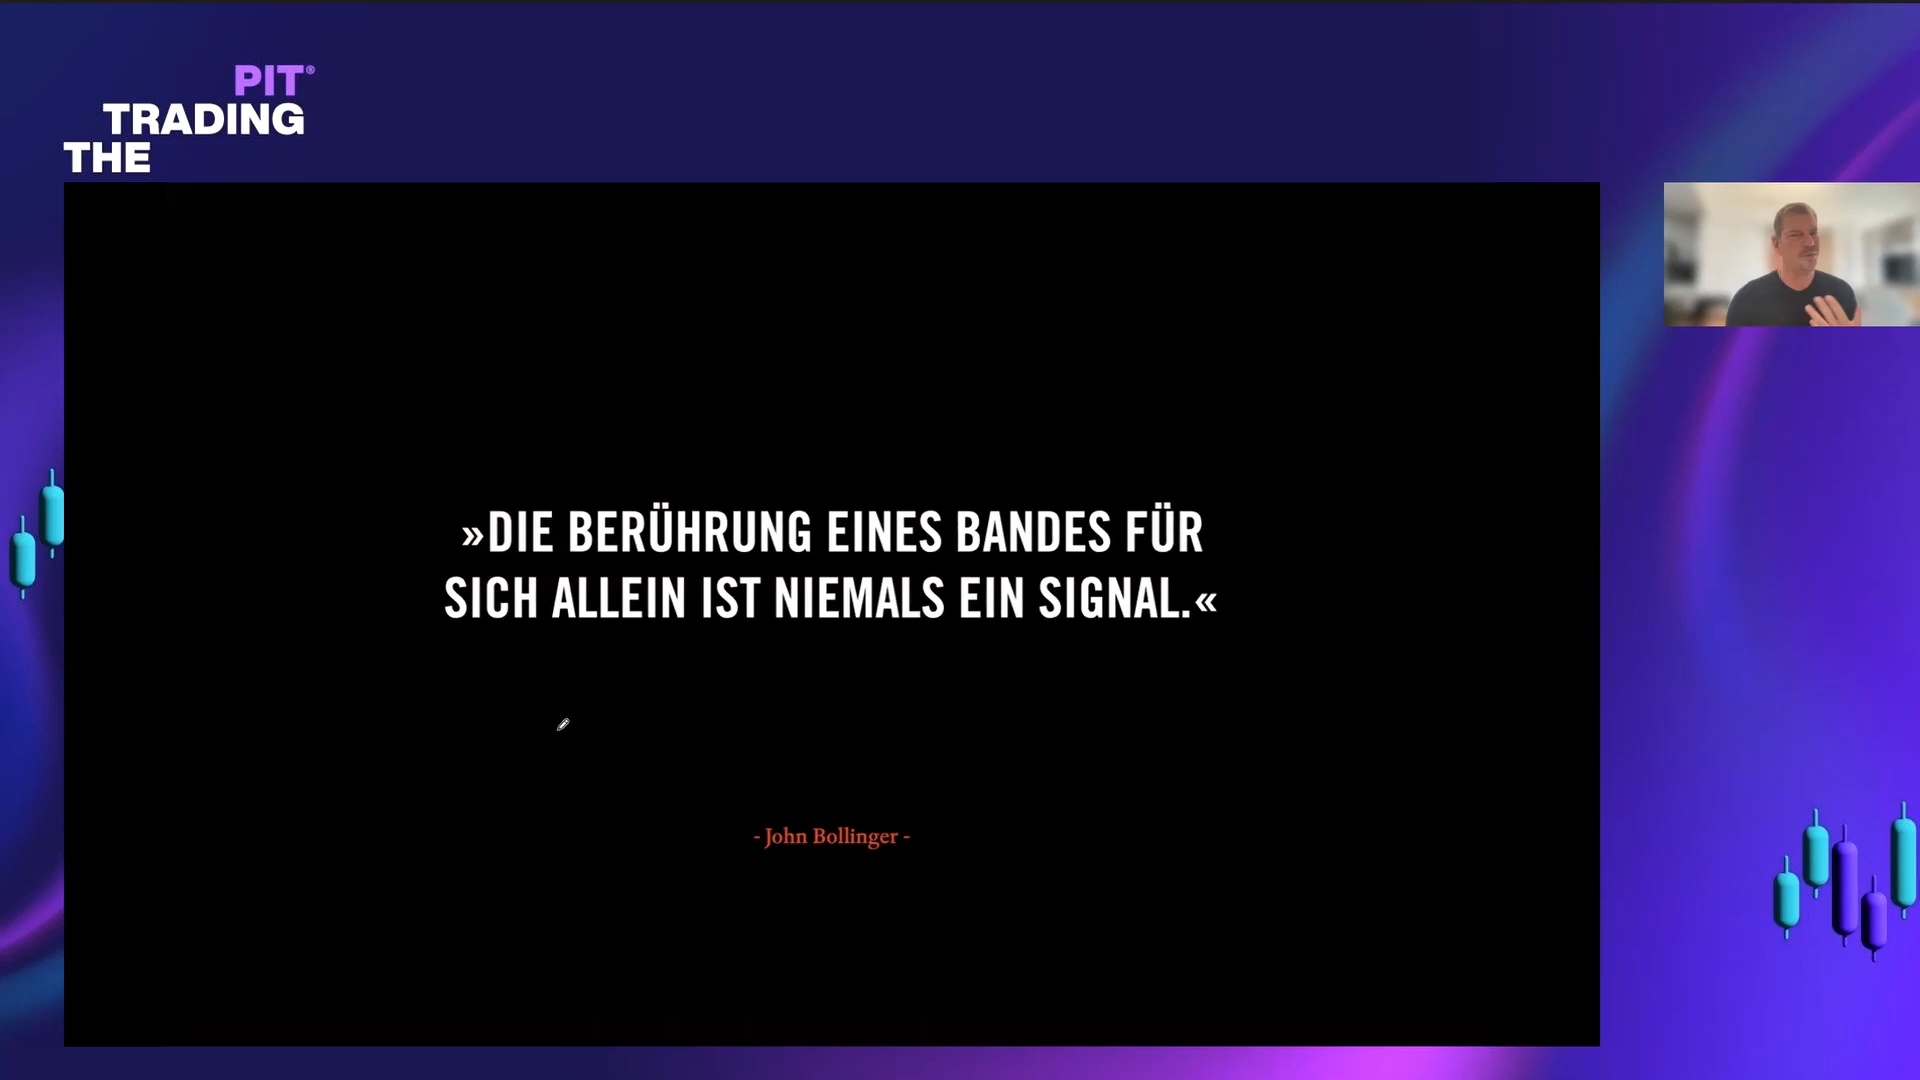 PIT®
TRADING
THE
»DIE BERÜHRUNG EINES BANDES FÜR
SICH ALLEIN IST NIEMALS EIN SIGNAL.«
- John Bollinger -